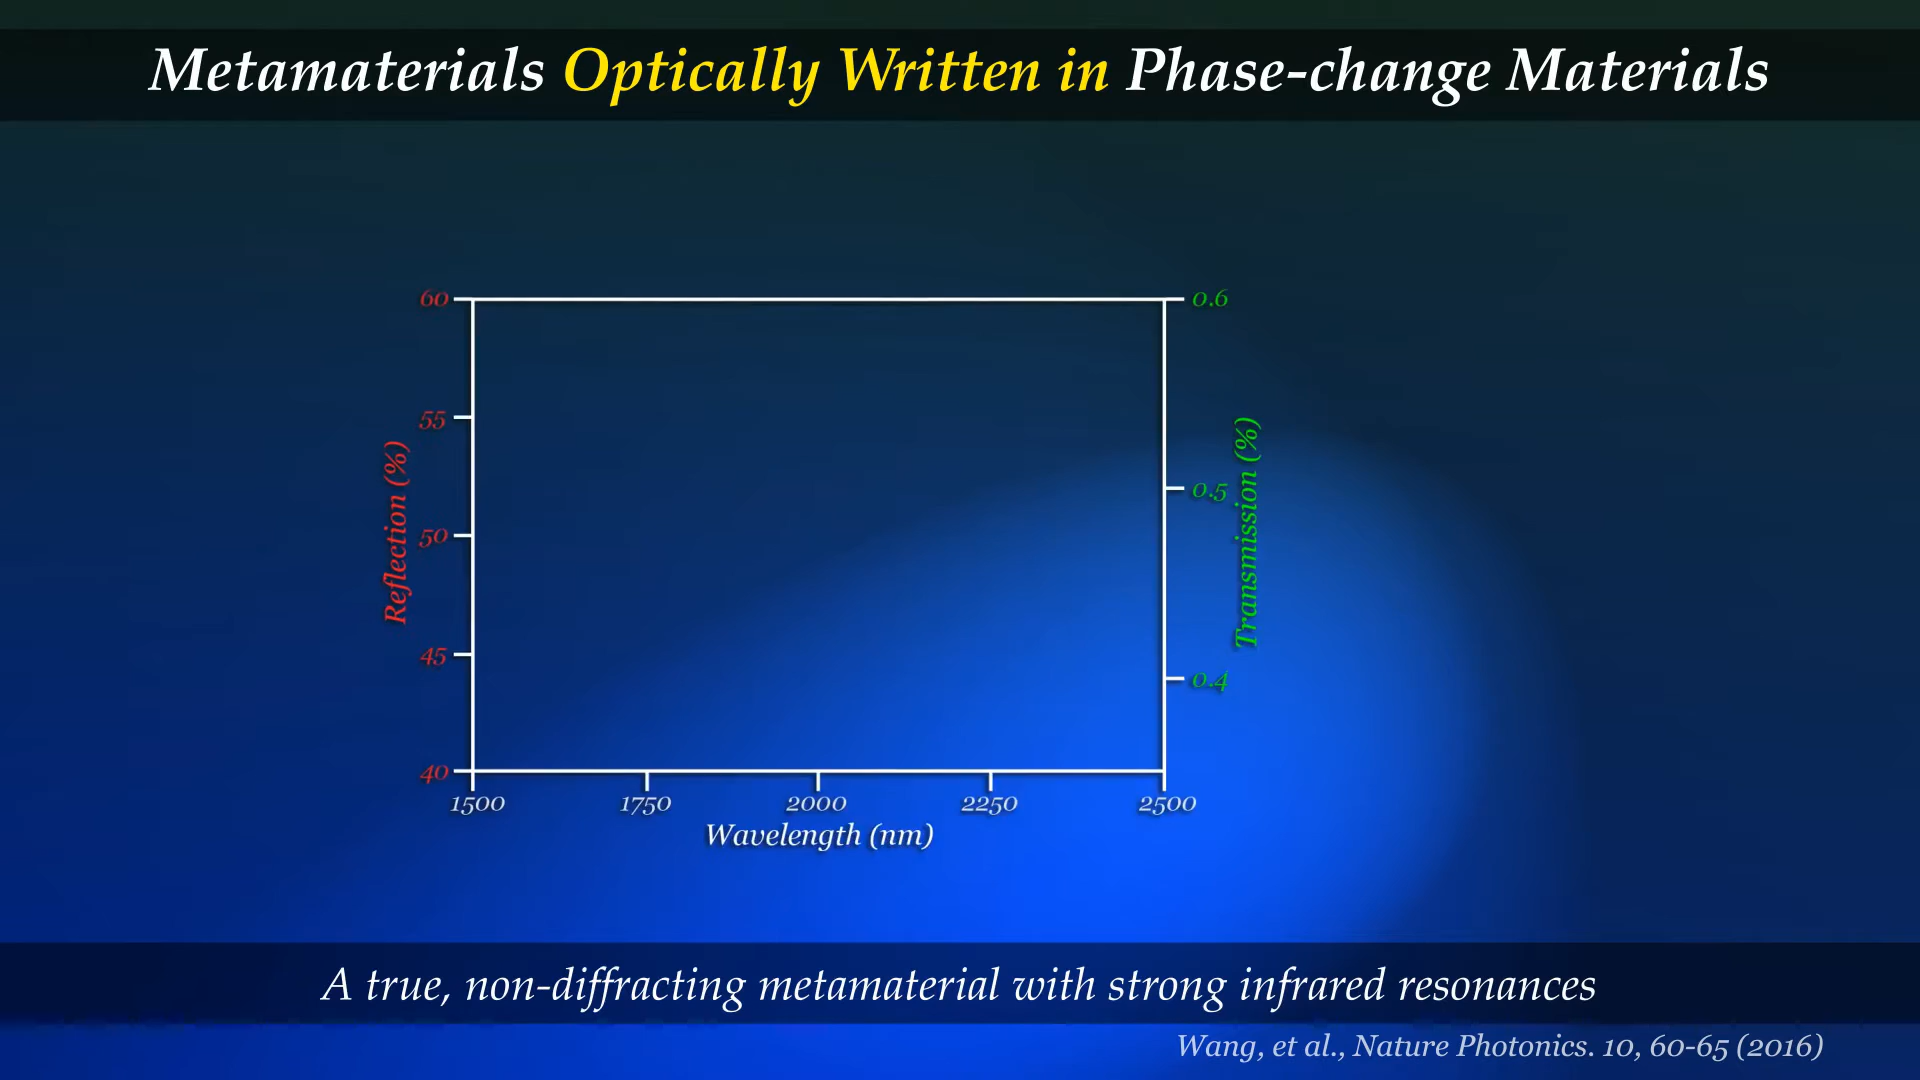 Metamaterials Optically Written in Phase-change Materials
60
55
50
45
40
Reflection (%)
0.6
0.5
0.4
Transmission (%)
1500 1750 2000 2250 2500
Wavelength (nm)
A true, non-diffracting metamaterial with strong infrared resonances
Wang, et al., Nature Photonics. 10, 60-65 (2016)